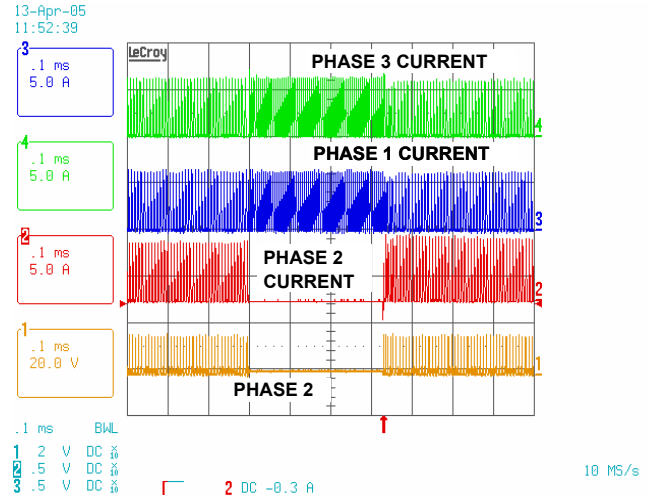 13-Apr-05
11:52:39
3
.1 ms
5.0 A
4
.1 ms
5.0 A
2
.1 ms
5.0 A
1
.1 ms
20.0 V
LeCroy
PHASE 3 CURRENT
4
PHASE 1 CURRENT
3
PHASE 2
CURRENT
2
1
PHASE 2
.1 ms BWL
1 2 V DC X10
2 .5 V DC X10
3 .5 V DC X10
2 DC -0.3 A
10 MS/s